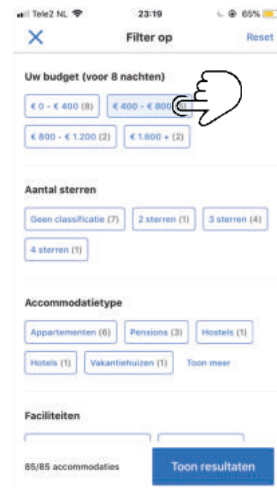 Tele2 NL 23:19 65%
Filter op Reset
Uw budget (voor 8 nachten)
€ 0 - € 400 (8) € 400 - € 800
€ 800 - € 1.200 (2) € 1.600 + (2)
Aantal sterren
Geen classificatie (7) 2 sterren (1) 3 sterren (4)
4 sterren (1)
Accommodatietype
Appartementen (6) Pensions (3) Hostels (1)
Hotels (1) Vakantiehuizen (1) Toon meer
Faciliteiten
85/85 accommodaties Toon resultaten